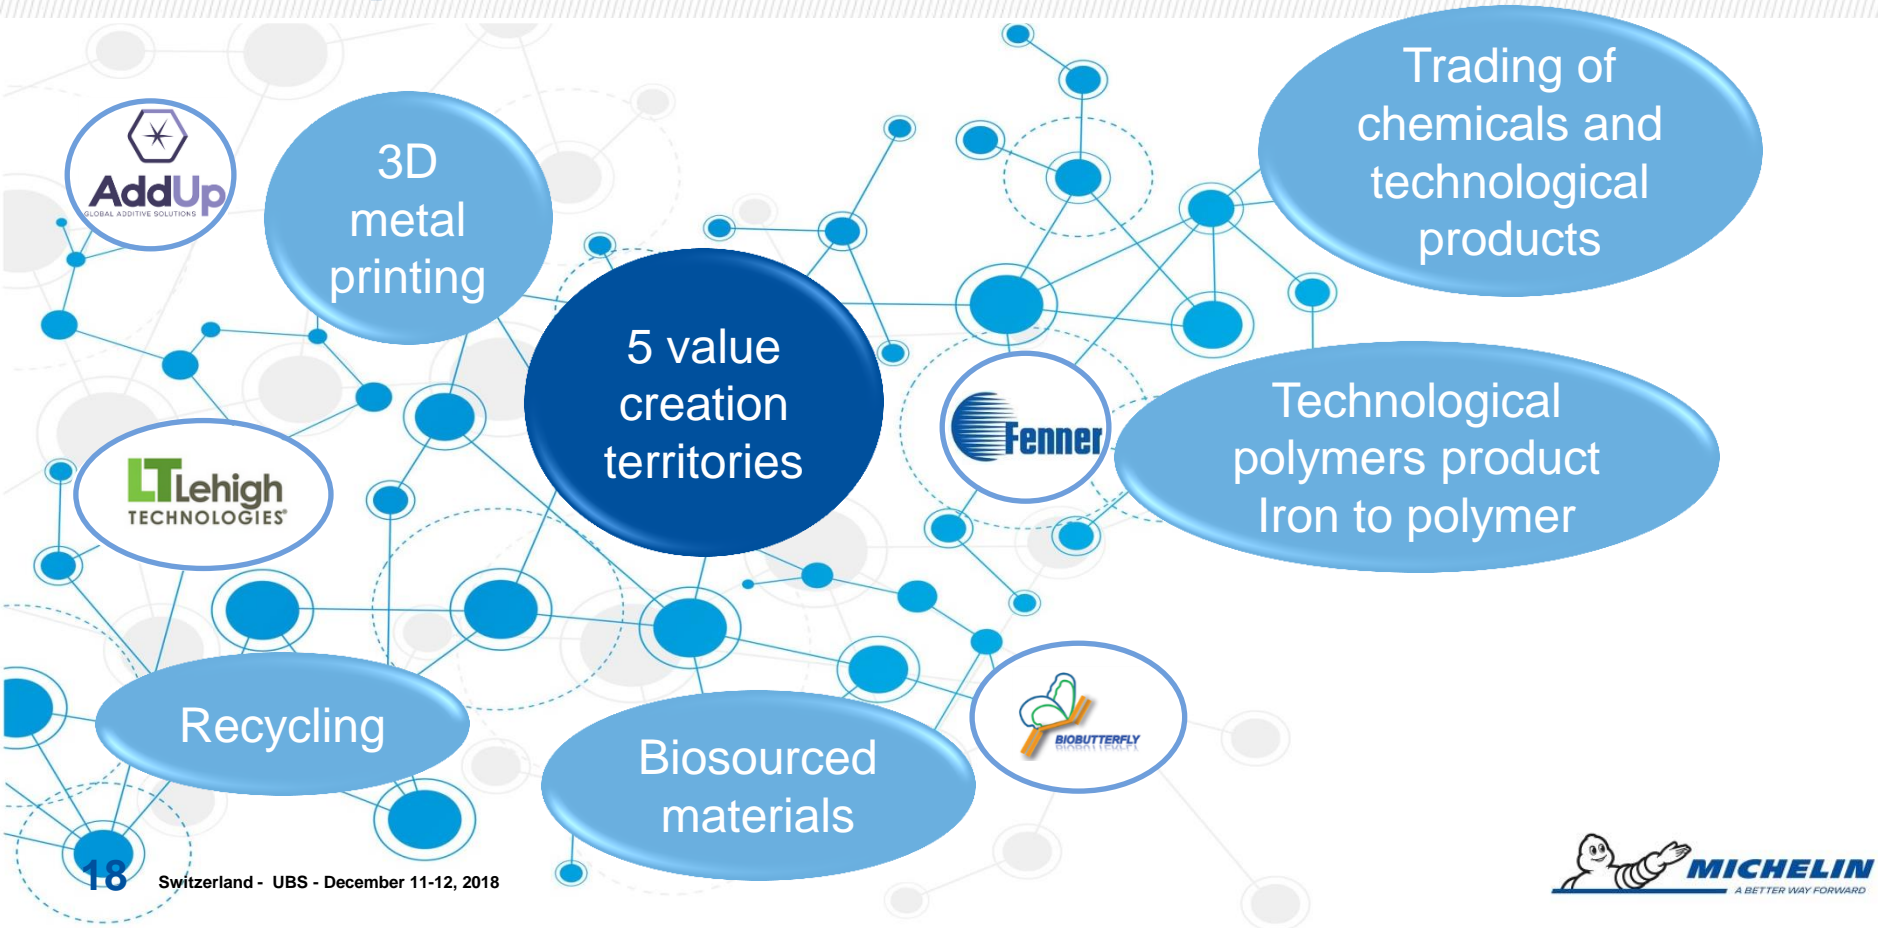 AddUp
GLOBAL ADDITIVE SOLUTIONS
3D
metal
printing
Trading of
chemicals and
technological
products
5 value
creation
territories
Fenner
Technological
polymers product
Iron to polymer
LT Lehigh
TECHNOLOGIES
Recycling
Biosourced
materials
BIOBUTTERFLY
18
Switzerland - UBS - December 11-12, 2018
MICHELIN
A BETTER WAY FORWARD